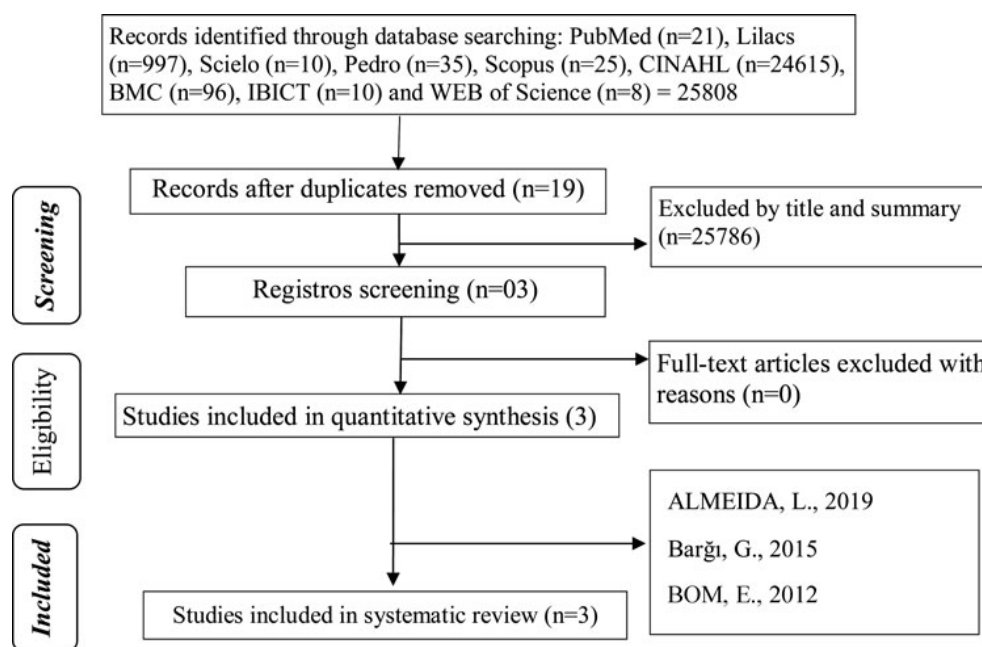 Records identified through database searching: PubMed (n=21), Lilacs
(n=997), Scielo (n=10), Pedro (n=35), Scopus (n=25), CINAHL (n=24615),
BMC (n=96), IBICT (n=10) and WEB of Science (n=8) = 25808
Screening
Records after duplicates removed (n=19)
Excluded by title and summary
(n=25786)
Registros screening (n=03)
Eligibility
Full-text articles excluded with
reasons (n=0)
Studies included in quantitative synthesis (3)
Included
ALMEIDA, L., 2019
Barğı, G., 2015
BOM, E., 2012
Studies included in systematic review (n=3)